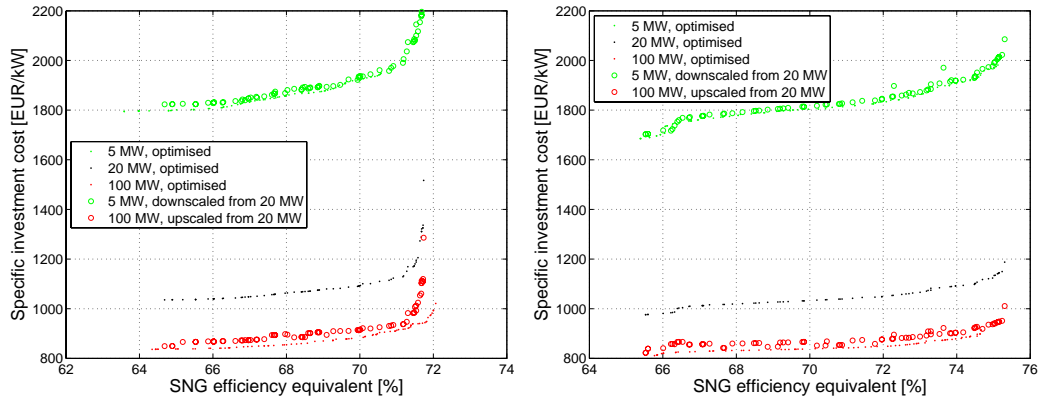 2200
2000
1800
1600
1400
1200
1000
800
62
64
66
68
70
72
74
SNG efficiency equivalent [%]
Specific investment cost [EUR/kW]
5 MW, optimised
20 MW, optimised
100 MW, optimised
5 MW, downscaled from 20 MW
100 MW, upscaled from 20 MW
2200
2000
1800
1600
1400
1200
1000
800
64
66
68
70
72
74
76
SNG efficiency equivalent [%]
Specific investment cost [EUR/kW]
5 MW, optimised
20 MW, optimised
100 MW, optimised
5 MW, downscaled from 20 MW
100 MW, upscaled from 20 MW